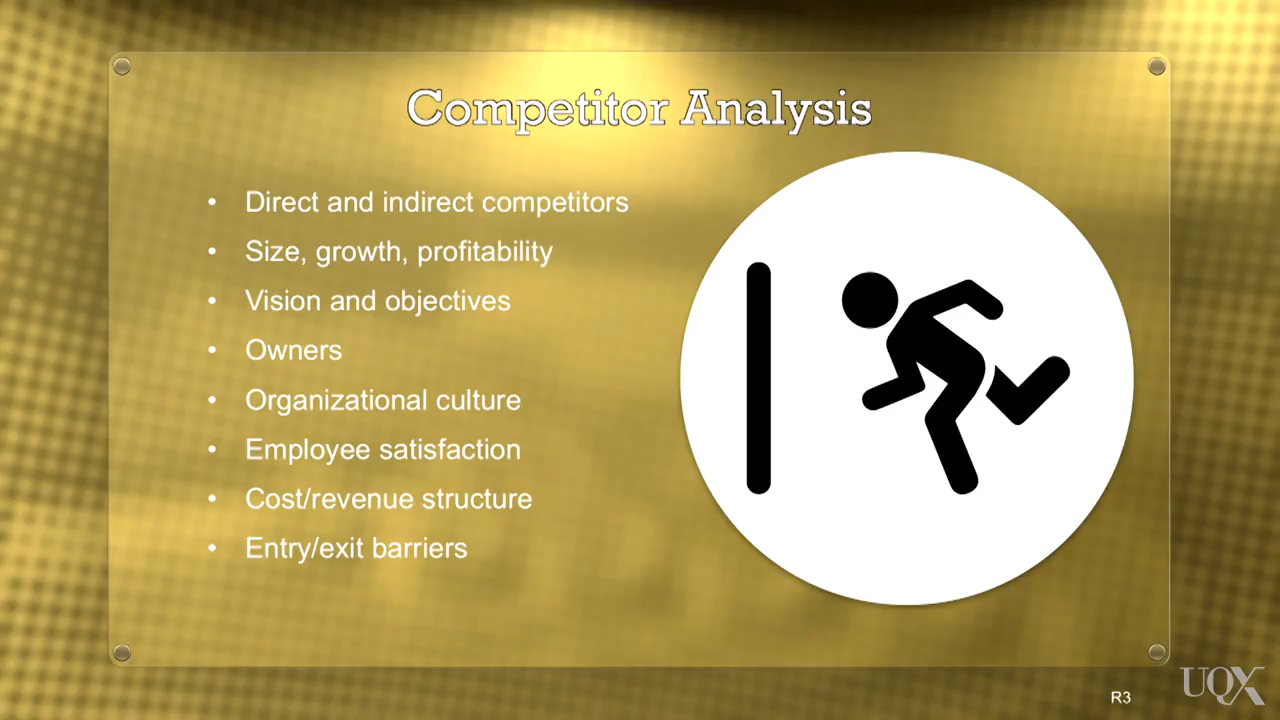 Competitor Analysis
• Direct and indirect competitors
• Size, growth, profitability
• Vision and objectives
• Owners
• Organizational culture
• Employee satisfaction
• Cost/revenue structure
• Entry/exit barriers
R3
UQX